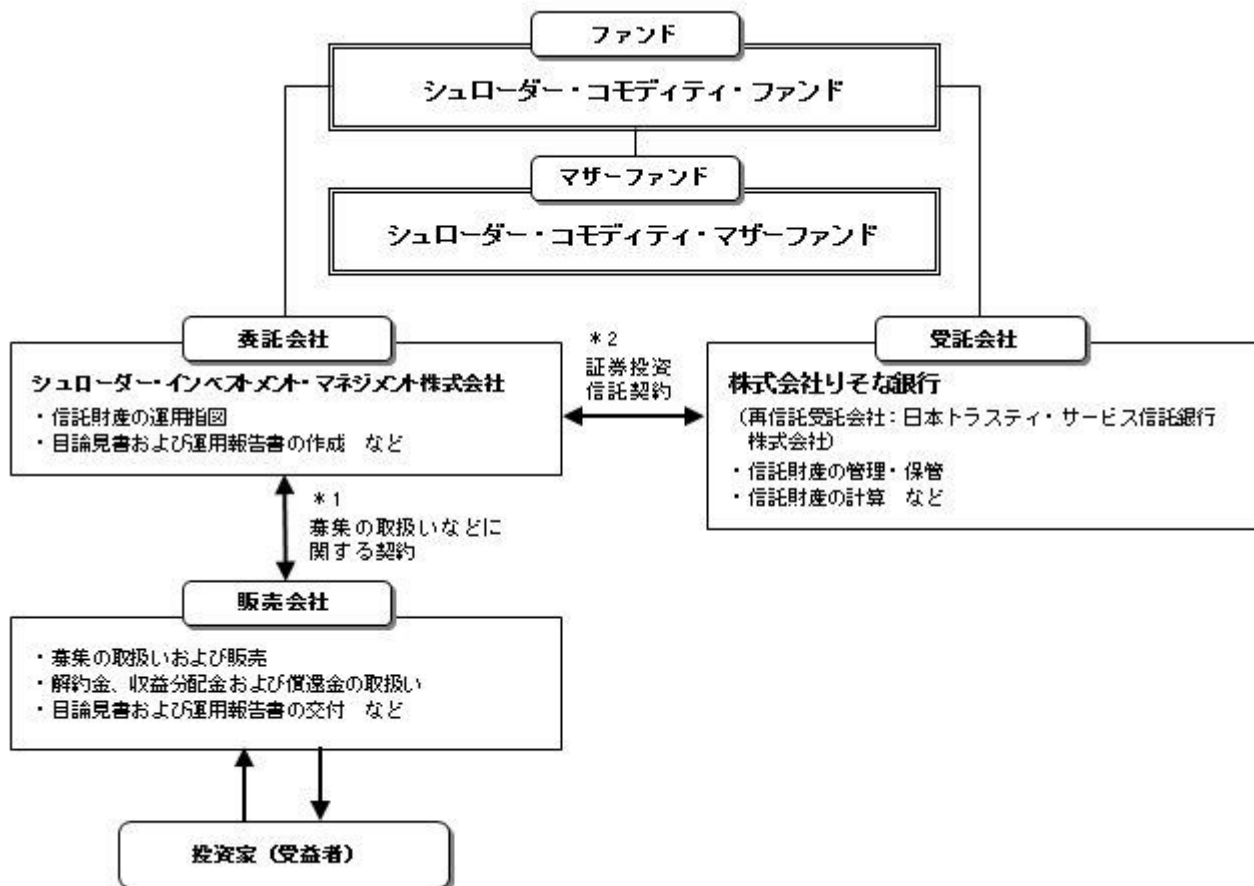 ファンド
シュローダー・コモディティ・ファンド
マザーファンド
シュローダー・コモディティ・マザーファンド
委託会社
シュローダー・インベストメント・マネジメント株式会社
・信託財産の運用指図
・目論見書および運用報告書の作成 など
＊2
証券投資
信託契約
受託会社
株式会社りそな銀行
（再信託受託会社：日本トラスティ・サービス信託銀行
株式会社）
・信託財産の管理・保管
・信託財産の計算 など
＊1
募集の取扱いなどに
関する契約
販売会社
・募集の取扱いおよび販売
・解約金、収益分配金および償還金の取扱い
・目論見書および運用報告書の交付 など
投資家（受益者）